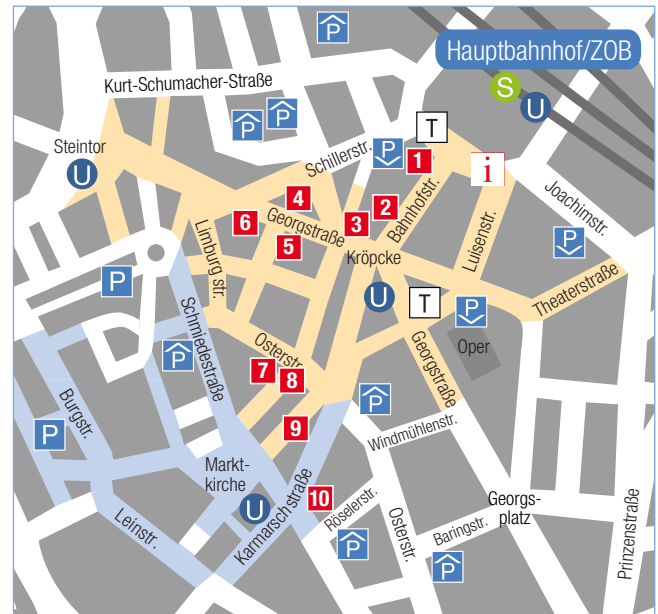 P
Hauptbahnhof/ZOB
Kurt-Schumacher-Straße
S
U
P
P
Steintor
U
Schillerstr.
P
T
1
i
Joachimstr.
4
2
Bahnhofstr.
Luisenstr.
6
Georgstraße
3
5
Limburg str.
Kröpcke
P
P
U
T
P
Theaterstraße
Schmiedestraße
P
Osterstr.
Oper
Georgstraße
7
8
P
Burgstr.
P
9
Windmühlenstr.
Markt-
kirche
Karmarschstraße
10
Röselerstr.
Georgs-
platz
U
Leinstr.
Osterstr.
Baringstr.
Prinzenstraße
P
P